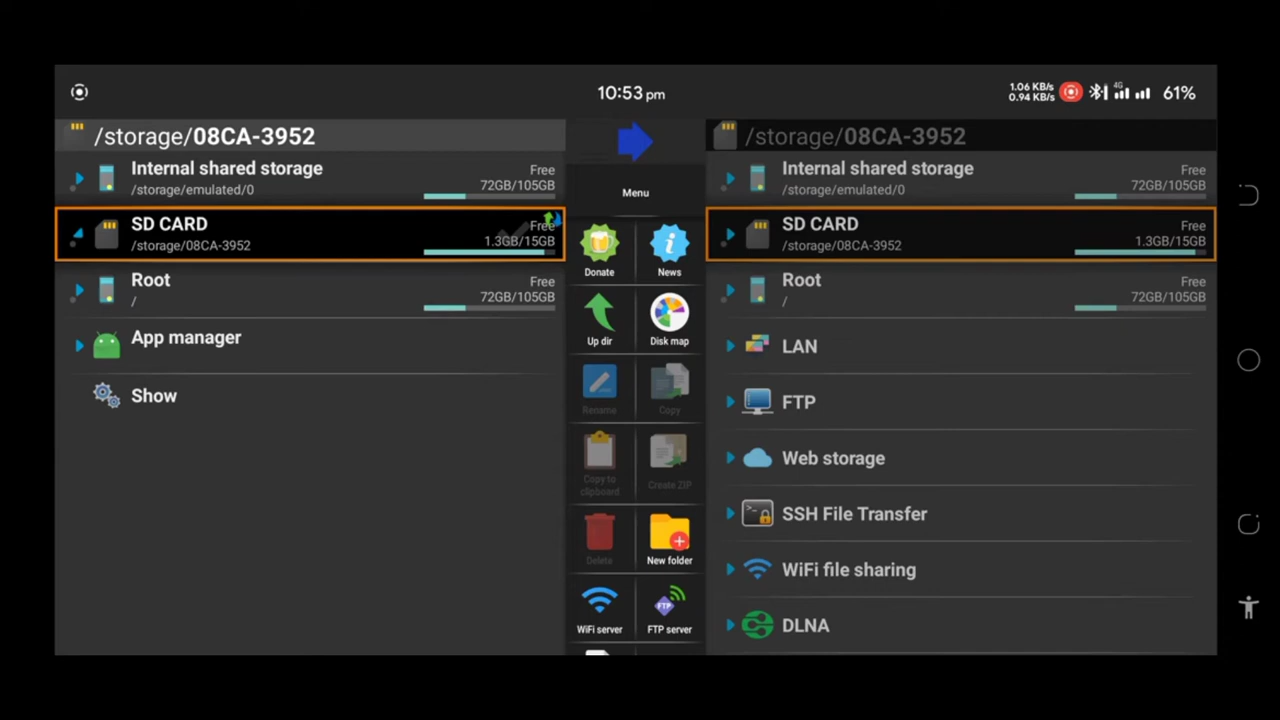 10:53 pm
1.06 KB/s
0.94 KB/s
4G
61%
/storage/08CA-3952
Internal shared storage
/storage/emulated/0
Free
72GB/105GB
SD CARD
/storage/08CA-3952
Free
1.3GB/15GB
Root
/
Free
72GB/105GB
App manager
Show
Menu
Donate
News
Up dir
Disk map
Rename
Copy
Copy to
clipboard
Create ZIP
Delete
New folder
WiFi server
FTP
FTP server
/storage/08CA-3952
Internal shared storage
/storage/emulated/0
Free
72GB/105GB
SD CARD
/storage/08CA-3952
Free
1.3GB/15GB
Root
/
Free
72GB/105GB
LAN
FTP
Web storage
SSH File Transfer
WiFi file sharing
DLNA